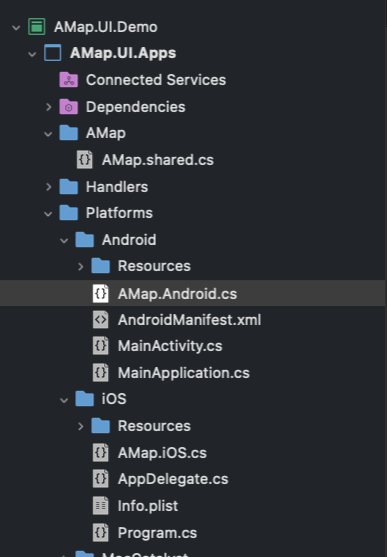 AMap.UI.Demo
AMap.UI.Apps
Connected Services
Dependencies
AMap
AMap.shared.cs
Handlers
Platforms
Android
Resources
AMap.Android.cs
AndroidManifest.xml
MainActivity.cs
MainApplication.cs
iOS
Resources
AMap.iOS.cs
AppDelegate.cs
Info.plist
Program.cs